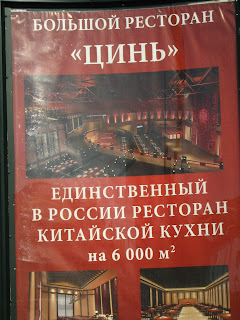 БОЛЬШОЙ РЕСТОРАН
«ЦИНЬ»
ЕДИНСТВЕННЫЙ
В РОССИИ РЕСТОРАН
КИТАЙСКОЙ КУХНИ
на 6 000 м²